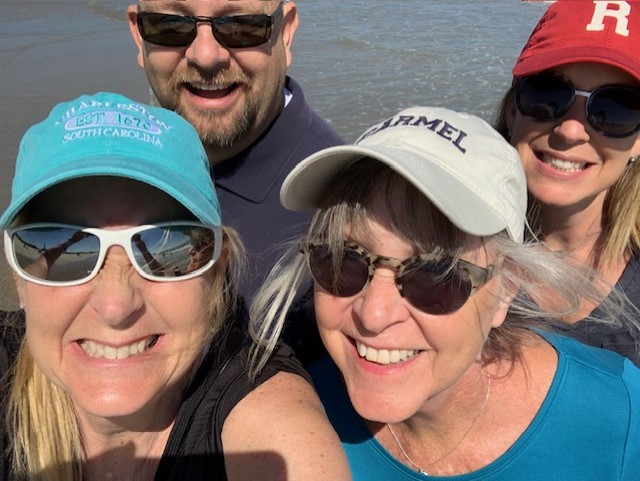 CHARLESTON
EST. 1670
SOUTH CAROLINA
CARMEL
R